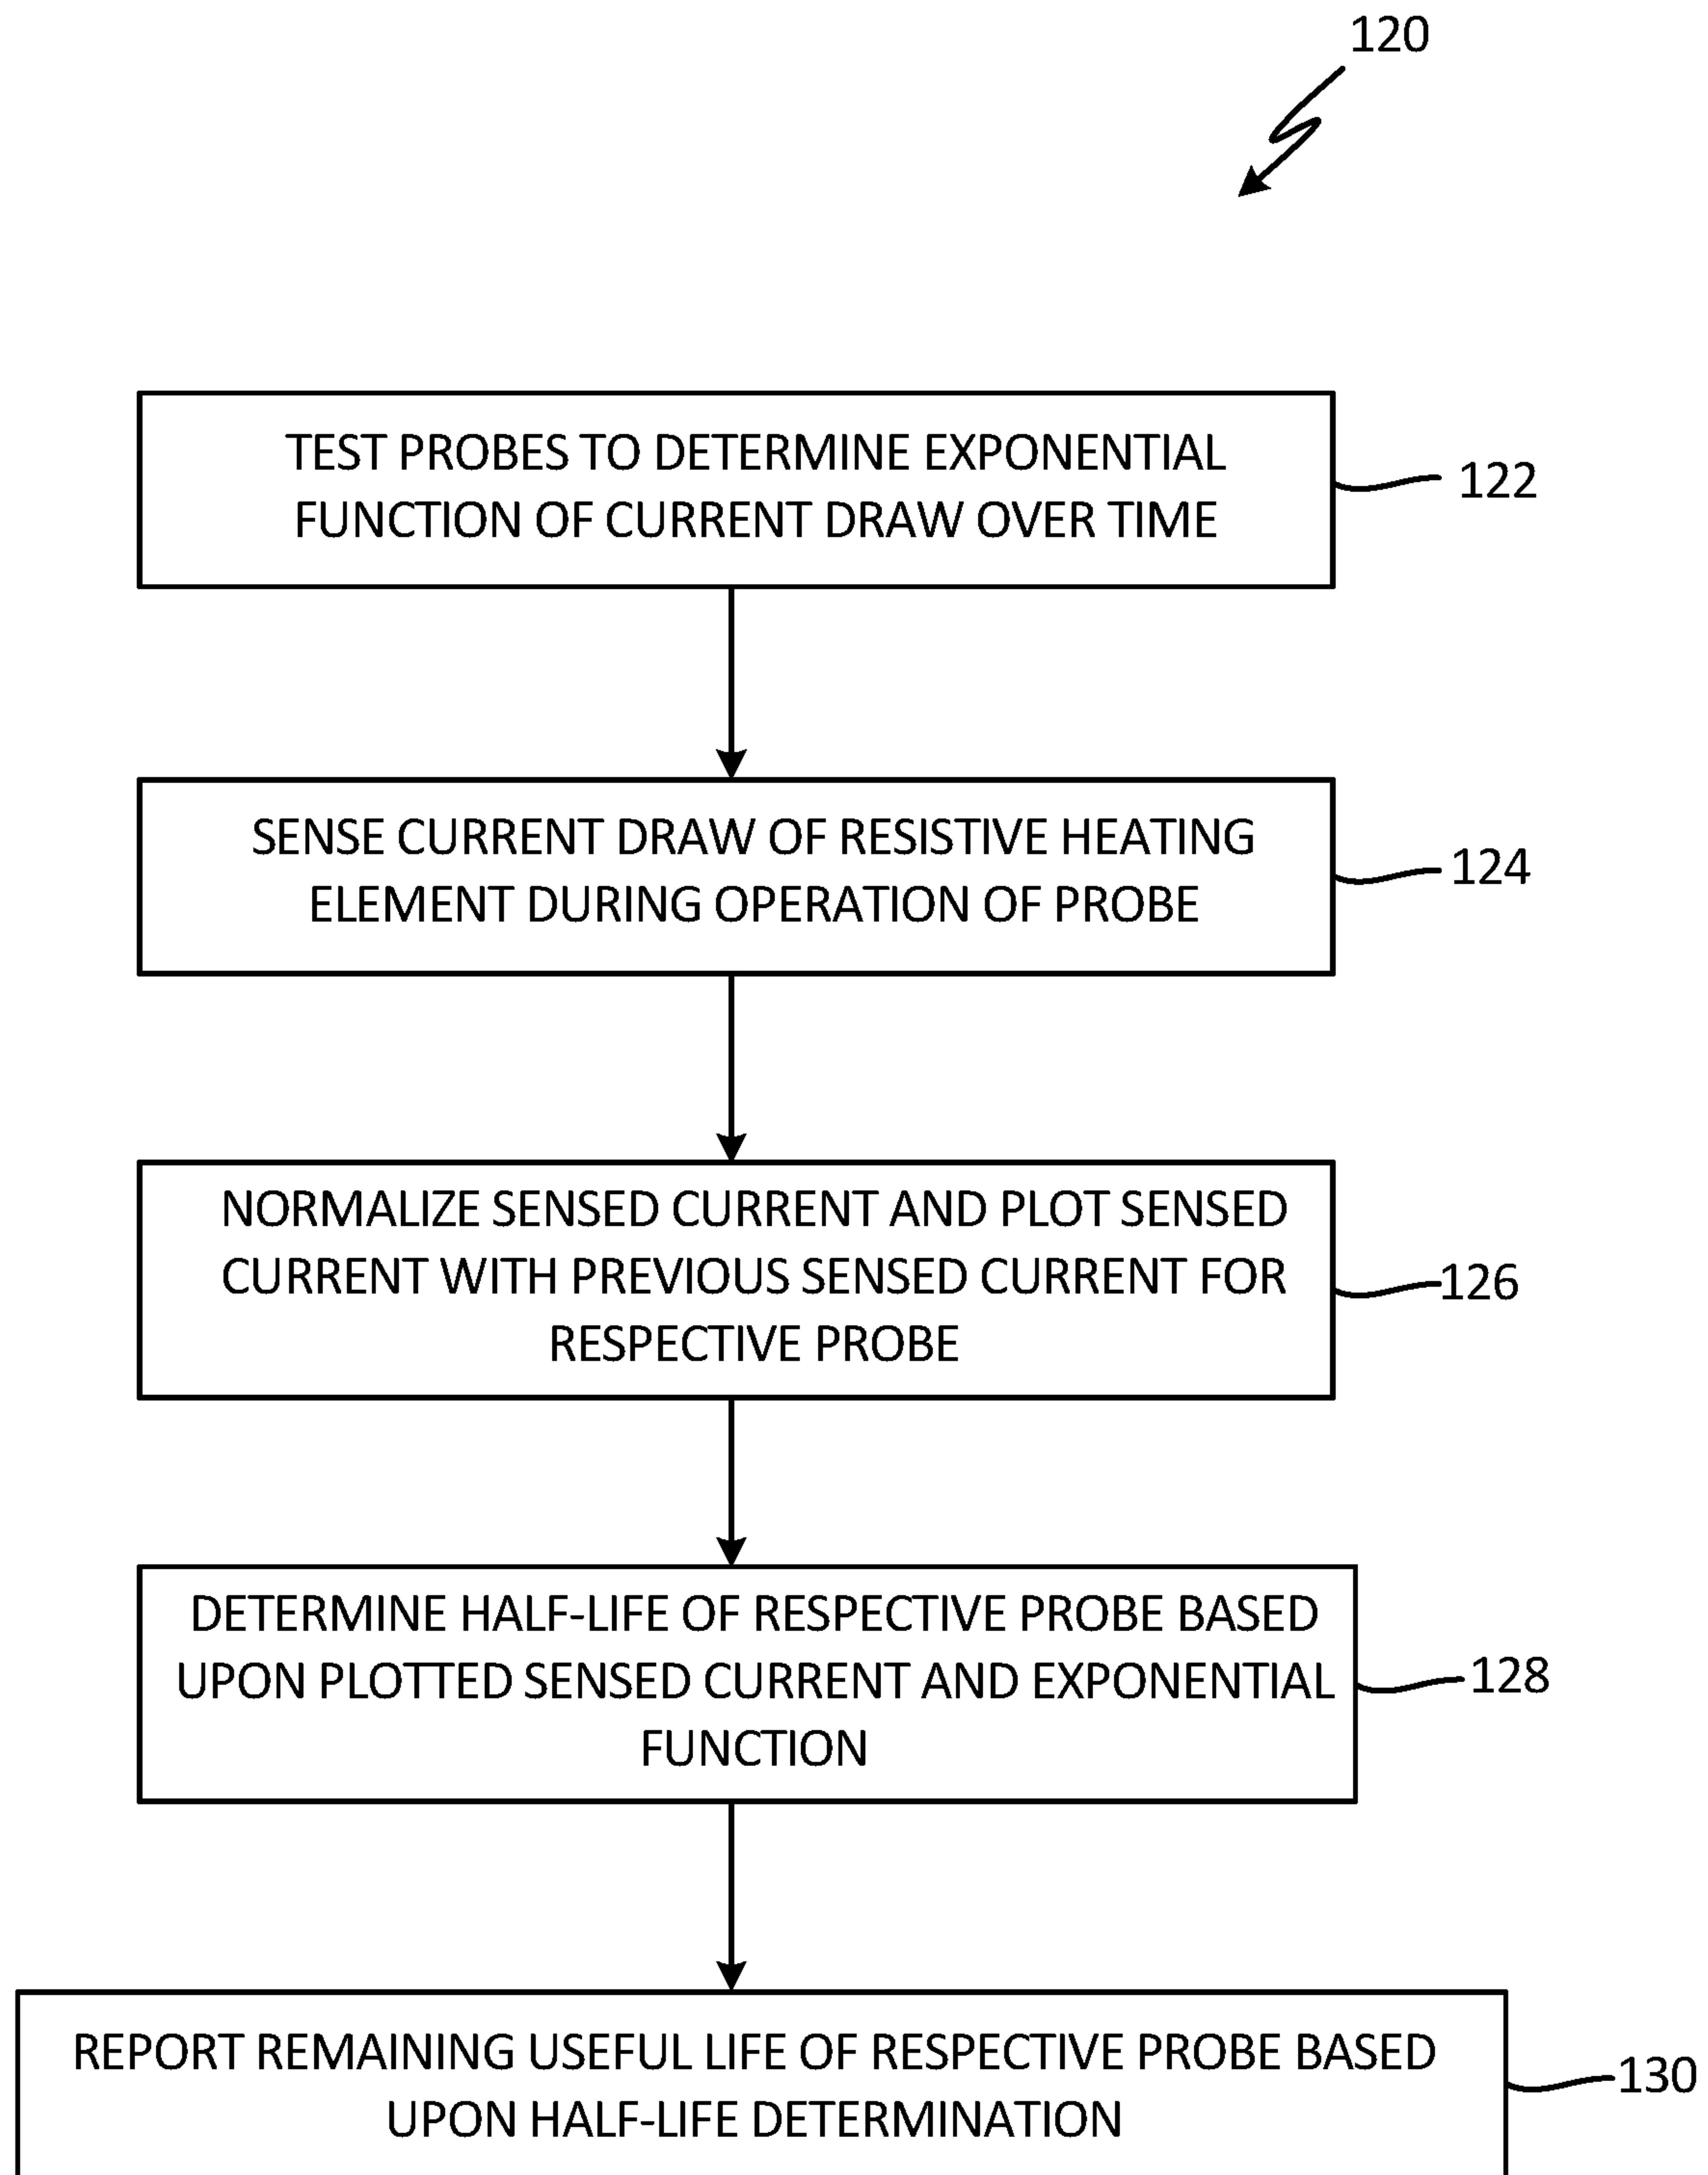 120
TEST PROBES TO DETERMINE EXPONENTIAL
FUNCTION OF CURRENT DRAW OVER TIME
122
SENSE CURRENT DRAW OF RESISTIVE HEATING
ELEMENT DURING OPERATION OF PROBE
124
NORMALIZE SENSED CURRENT AND PLOT SENSED
CURRENT WITH PREVIOUS SENSED CURRENT FOR
RESPECTIVE PROBE
126
DETERMINE HALF-LIFE OF RESPECTIVE PROBE BASED
UPON PLOTTED SENSED CURRENT AND EXPONENTIAL
FUNCTION
128
REPORT REMAINING USEFUL LIFE OF RESPECTIVE PROBE BASED
UPON HALF-LIFE DETERMINATION
130